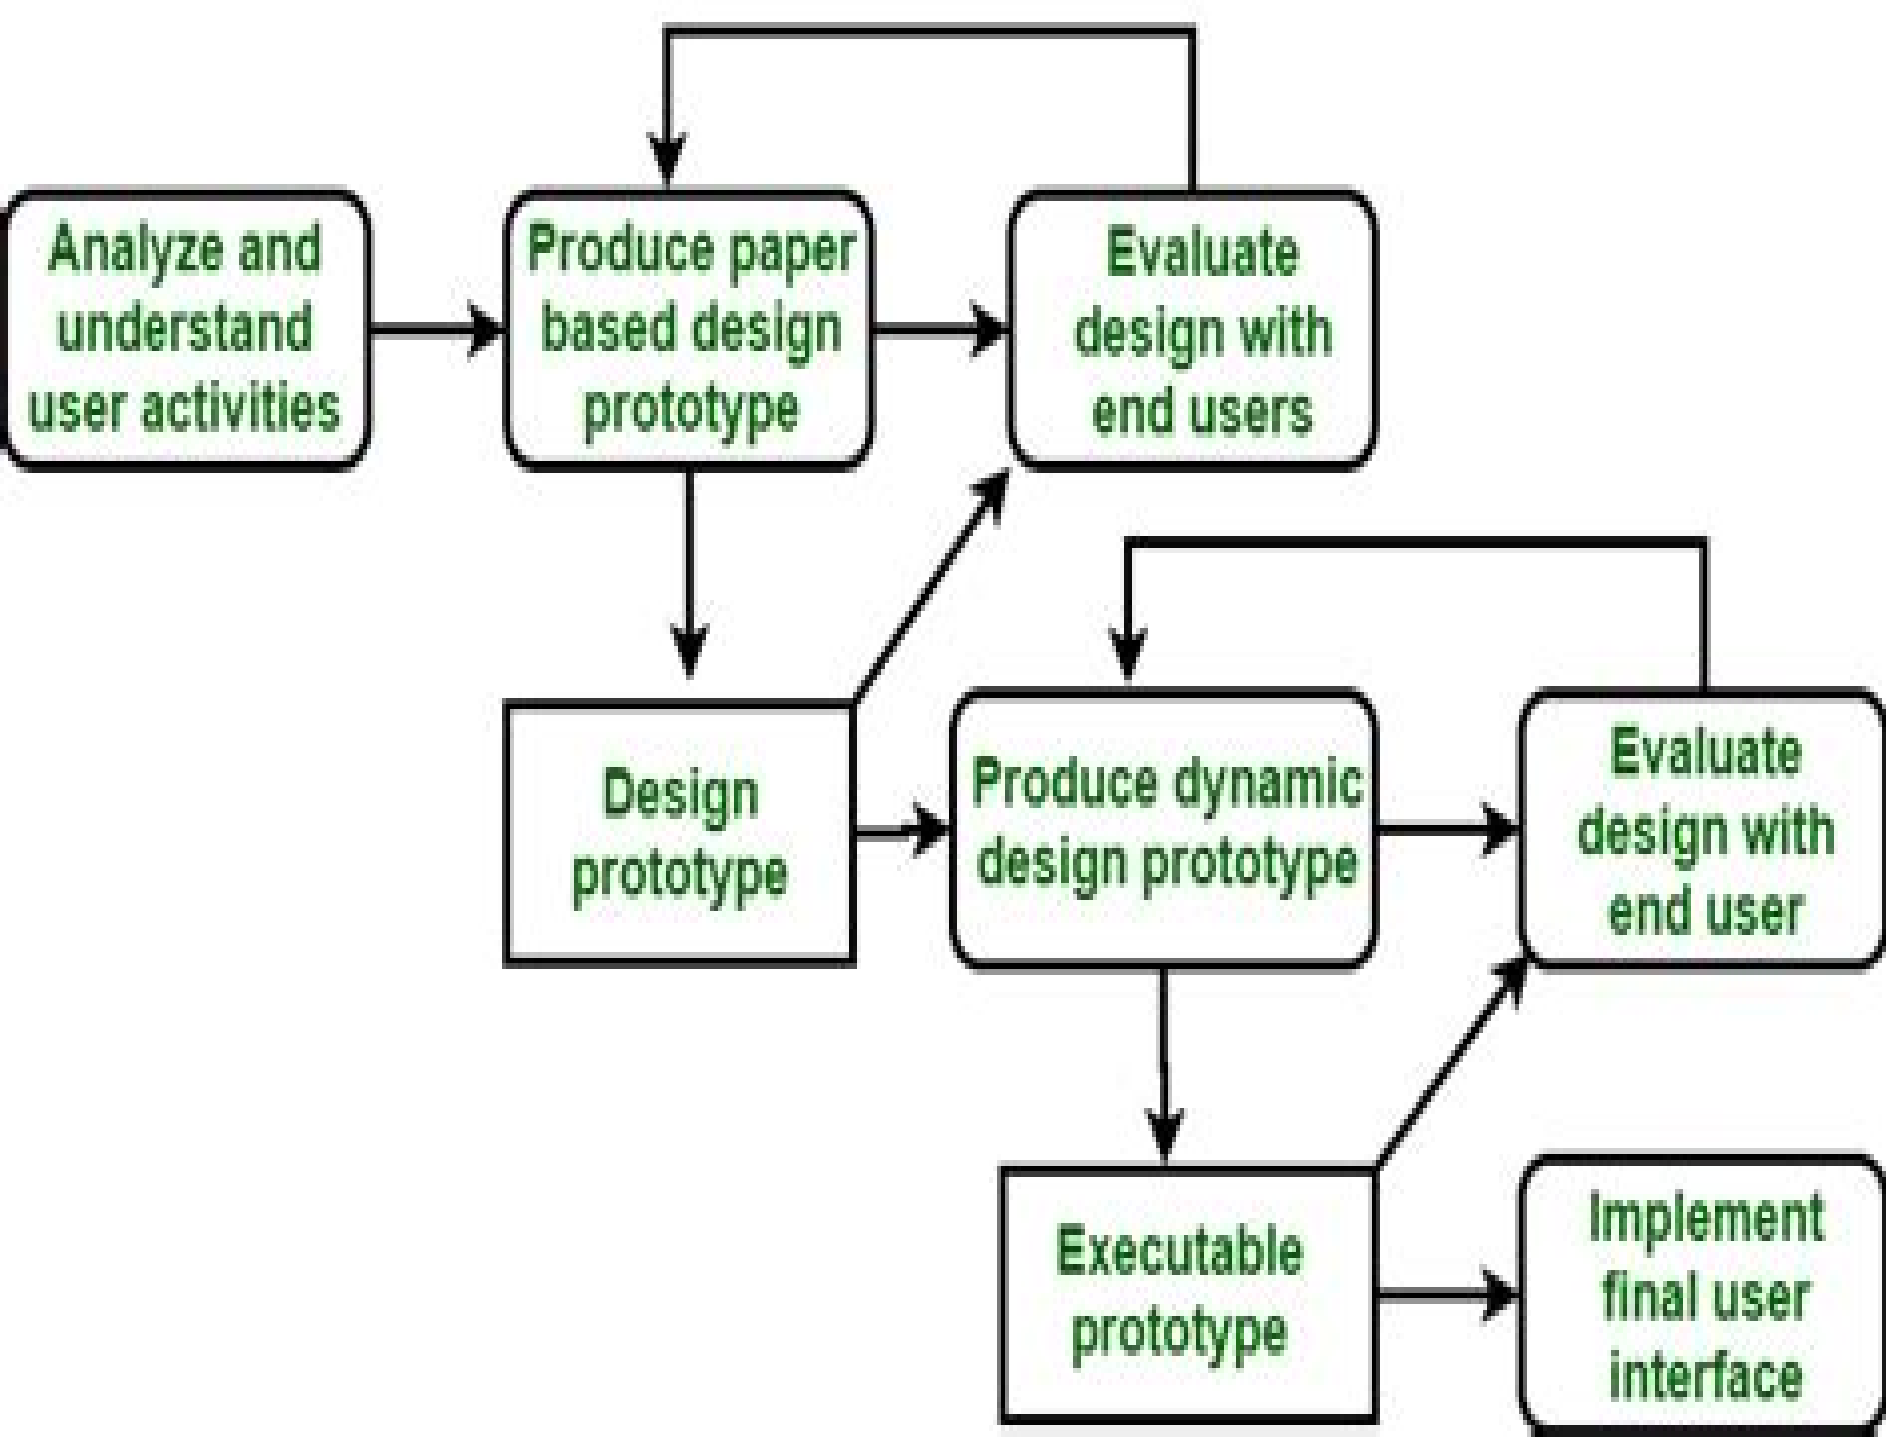 Analyze and
understand
user activities
Produce paper
based design
prototype
Evaluate
design with
end users
Design
prototype
Produce dynamic
design prototype
Evaluate
design with
end user
Executable
prototype
Implement
final user
interface